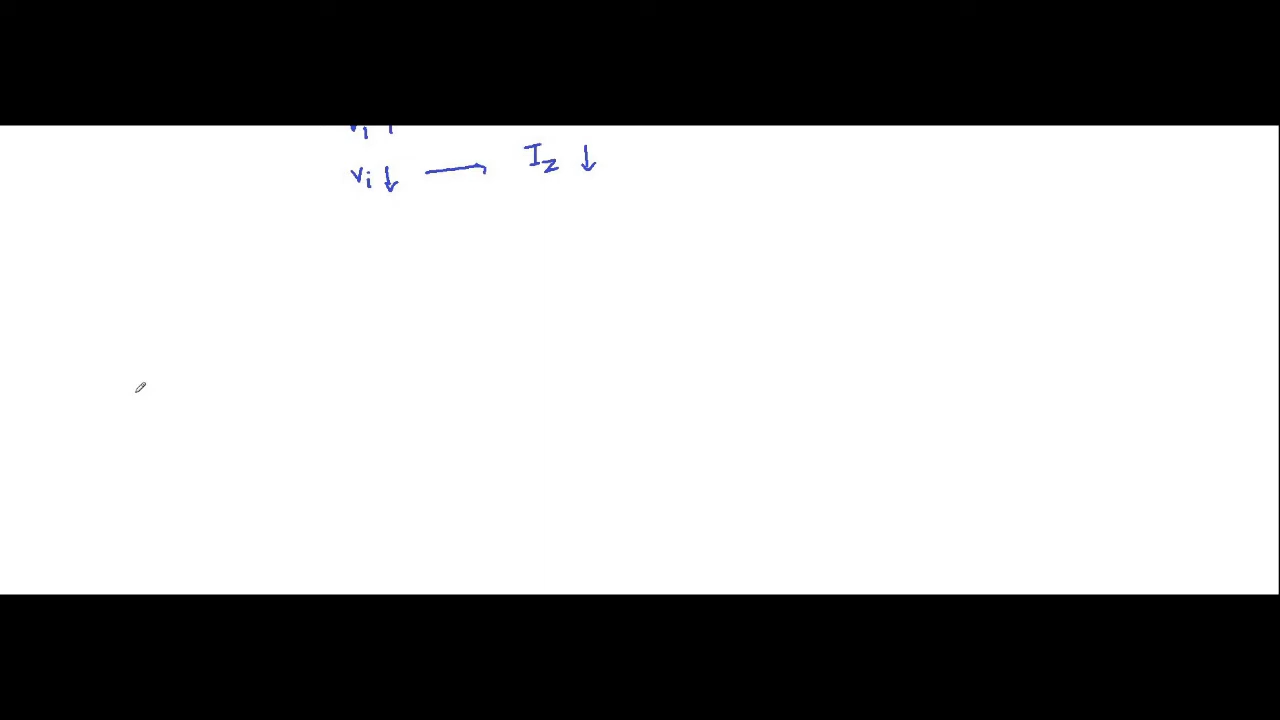 vi ↓ → Iz ↓